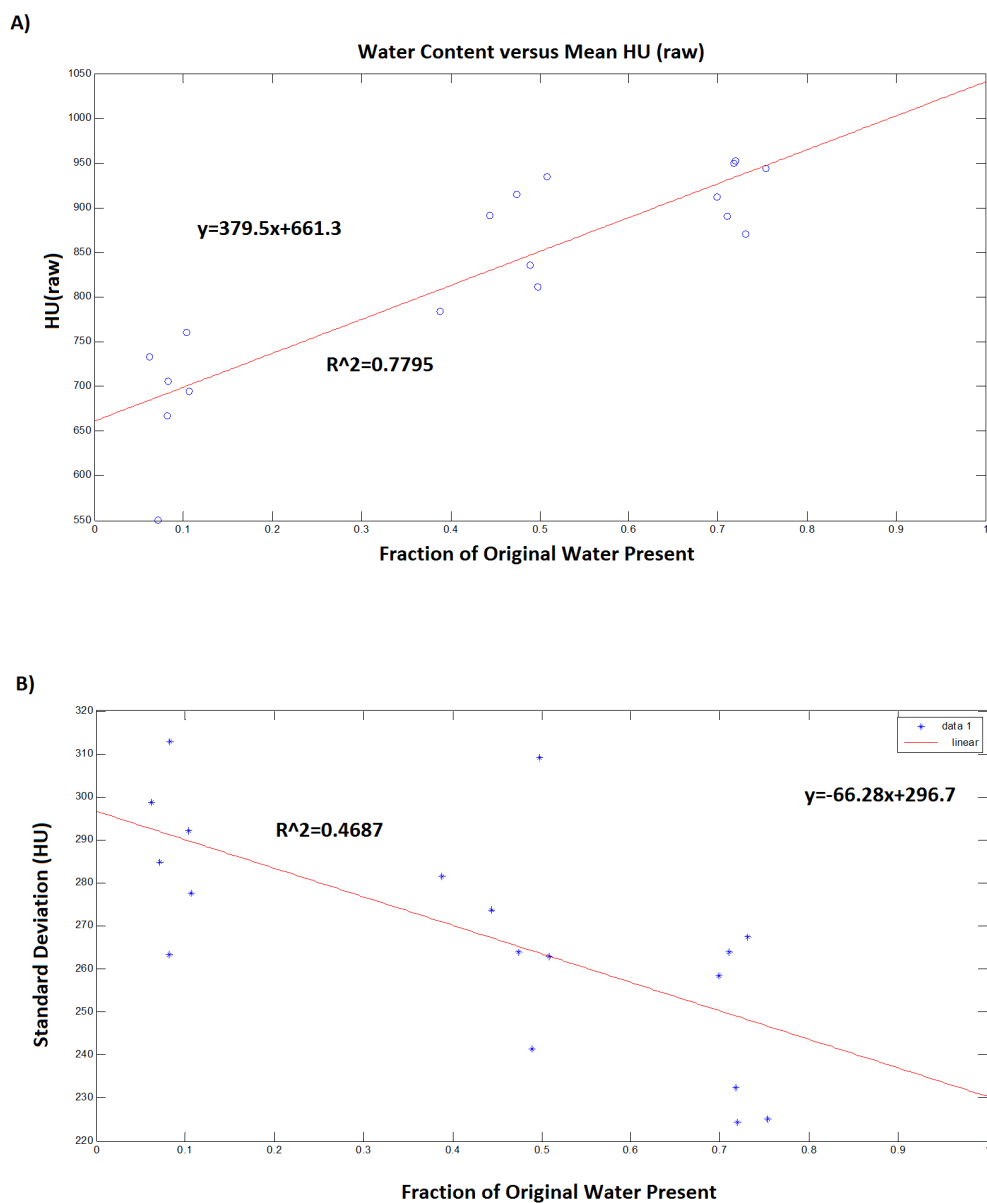 A)
Water Content versus Mean HU (raw)
1050
1000
950
900
850
800
750
700
650
600
550
y=379.5x+661.3
R^2=0.7795
HU(raw)
0 0.1 0.2 0.3 0.4 0.5 0.6 0.7 0.8 0.9 1
Fraction of Original Water Present
B)
320
310
300
290
280
270
260
250
240
230
220
data 1
linear
y=-66.28x+296.7
R^2=0.4687
Standard Deviation (HU)
0 0.1 0.2 0.3 0.4 0.5 0.6 0.7 0.8 0.9 1
Fraction of Original Water Present